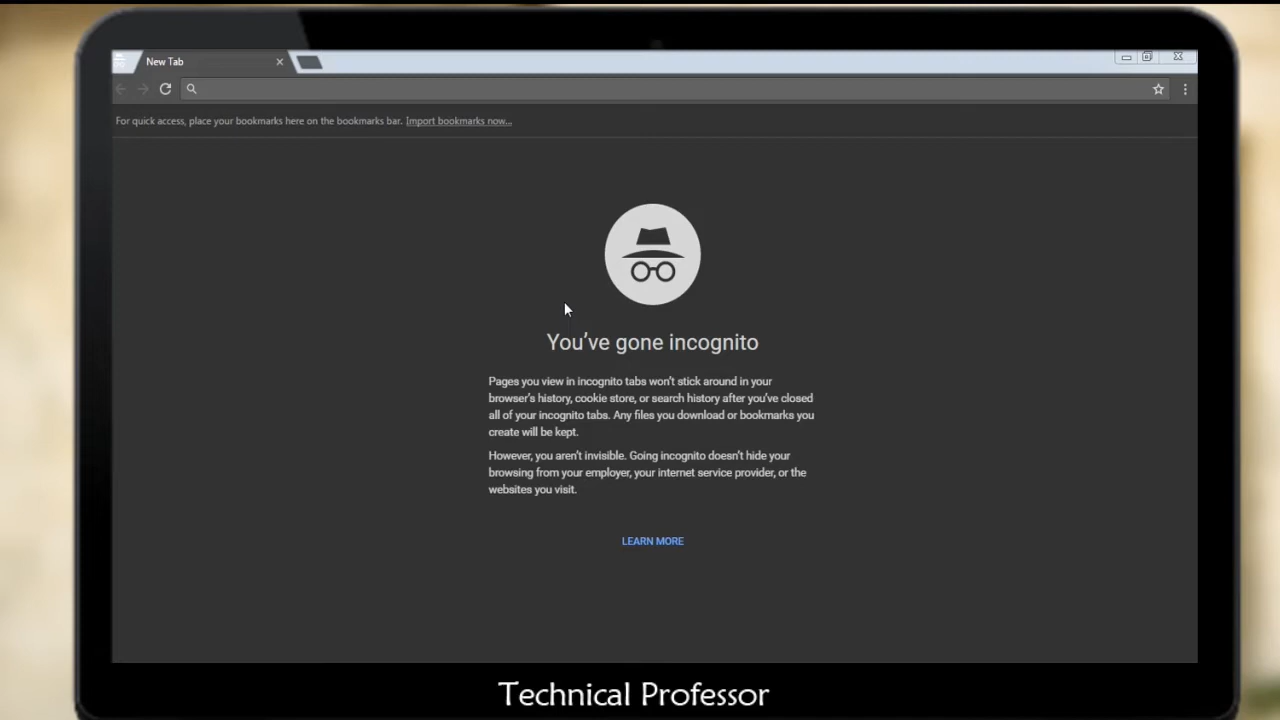 New Tab
For quick access, place your bookmarks here on the bookmarks bar. Import bookmarks now...
You've gone incognito
Pages you view in incognito tabs won't stick around in your
browser's history, cookie store, or search history after you've closed
all of your incognito tabs. Any files you download or bookmarks you
create will be kept.
However, you aren't invisible. Going incognito doesn't hide your
browsing from your employer, your internet service provider, or the
websites you visit.
LEARN MORE
Technical Professor